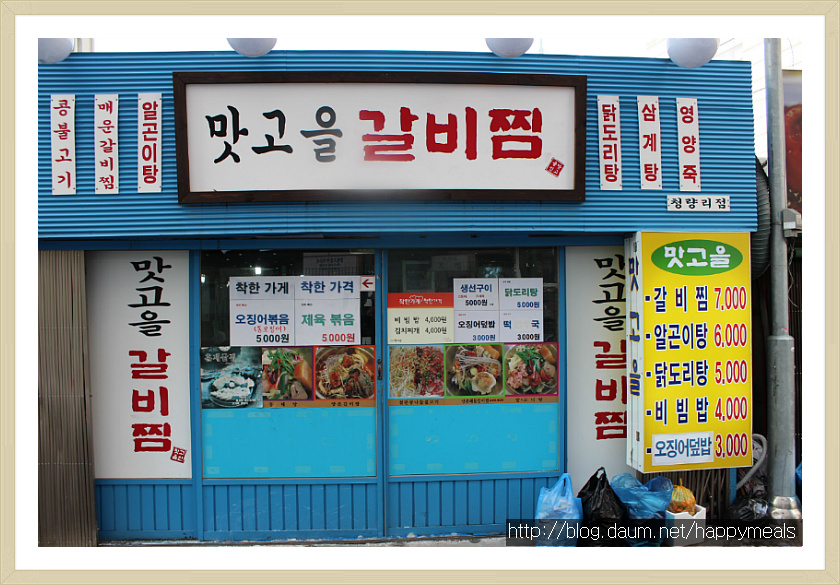 콩불고기
매운갈비찜
알곤이탕
맛고을 갈비찜
닭도리탕
삼계탕
영양죽
청량리점
맛고을 갈비찜
착한 가게
착한 가격
오징어볶음
5000원
제육 볶음
5000원
비빔밥 4,000원
김치찌개 4,000원
생선구이
5000원
닭도리탕
5,000원
오징어덮밥
3000원
떡 국
3000원
맛고을 갈비찜
맛고을
맛고을
·갈비찜 7,000
·알곤이탕 6,000
·닭도리탕 5,000
·비빔밥 4,000
오징어덮밥 3,000
http://blog.daum.net/happymeals